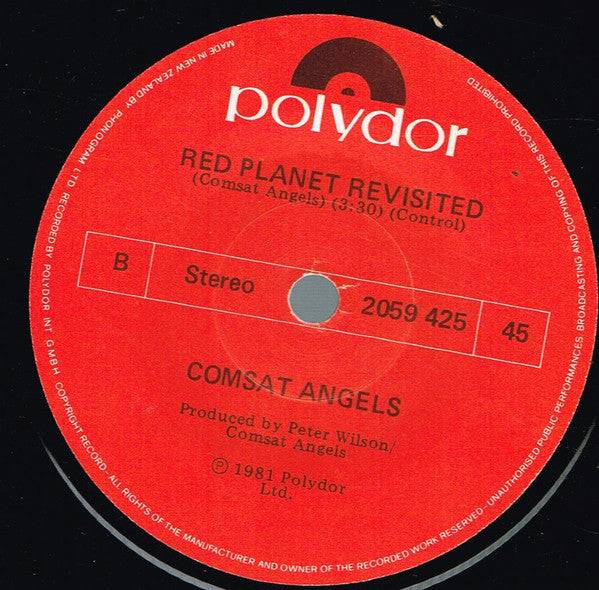 polydor
RED PLANET REVISITED
(Comsat Angels) (3:30) (Control)
B
Stereo
2059 425
45
COMSAT ANGELS
Produced by Peter Wilson/
Comsat Angels
℗ 1981 Polydor
Ltd.
MADE IN NEW ZEALAND BY PHONOGRAM LTD. RECORDED BY POLYDOR INT. GMBH COPYRIGHT RECORD - ALL RIGHTS OF THE MANUFACTURER AND OWNER OF THE RECORDED WORK RESERVED - UNAUTHORISED PUBLIC PERFORMANCES. BROADCASTING AND COPYING OF THIS RECORD PROHIBITED